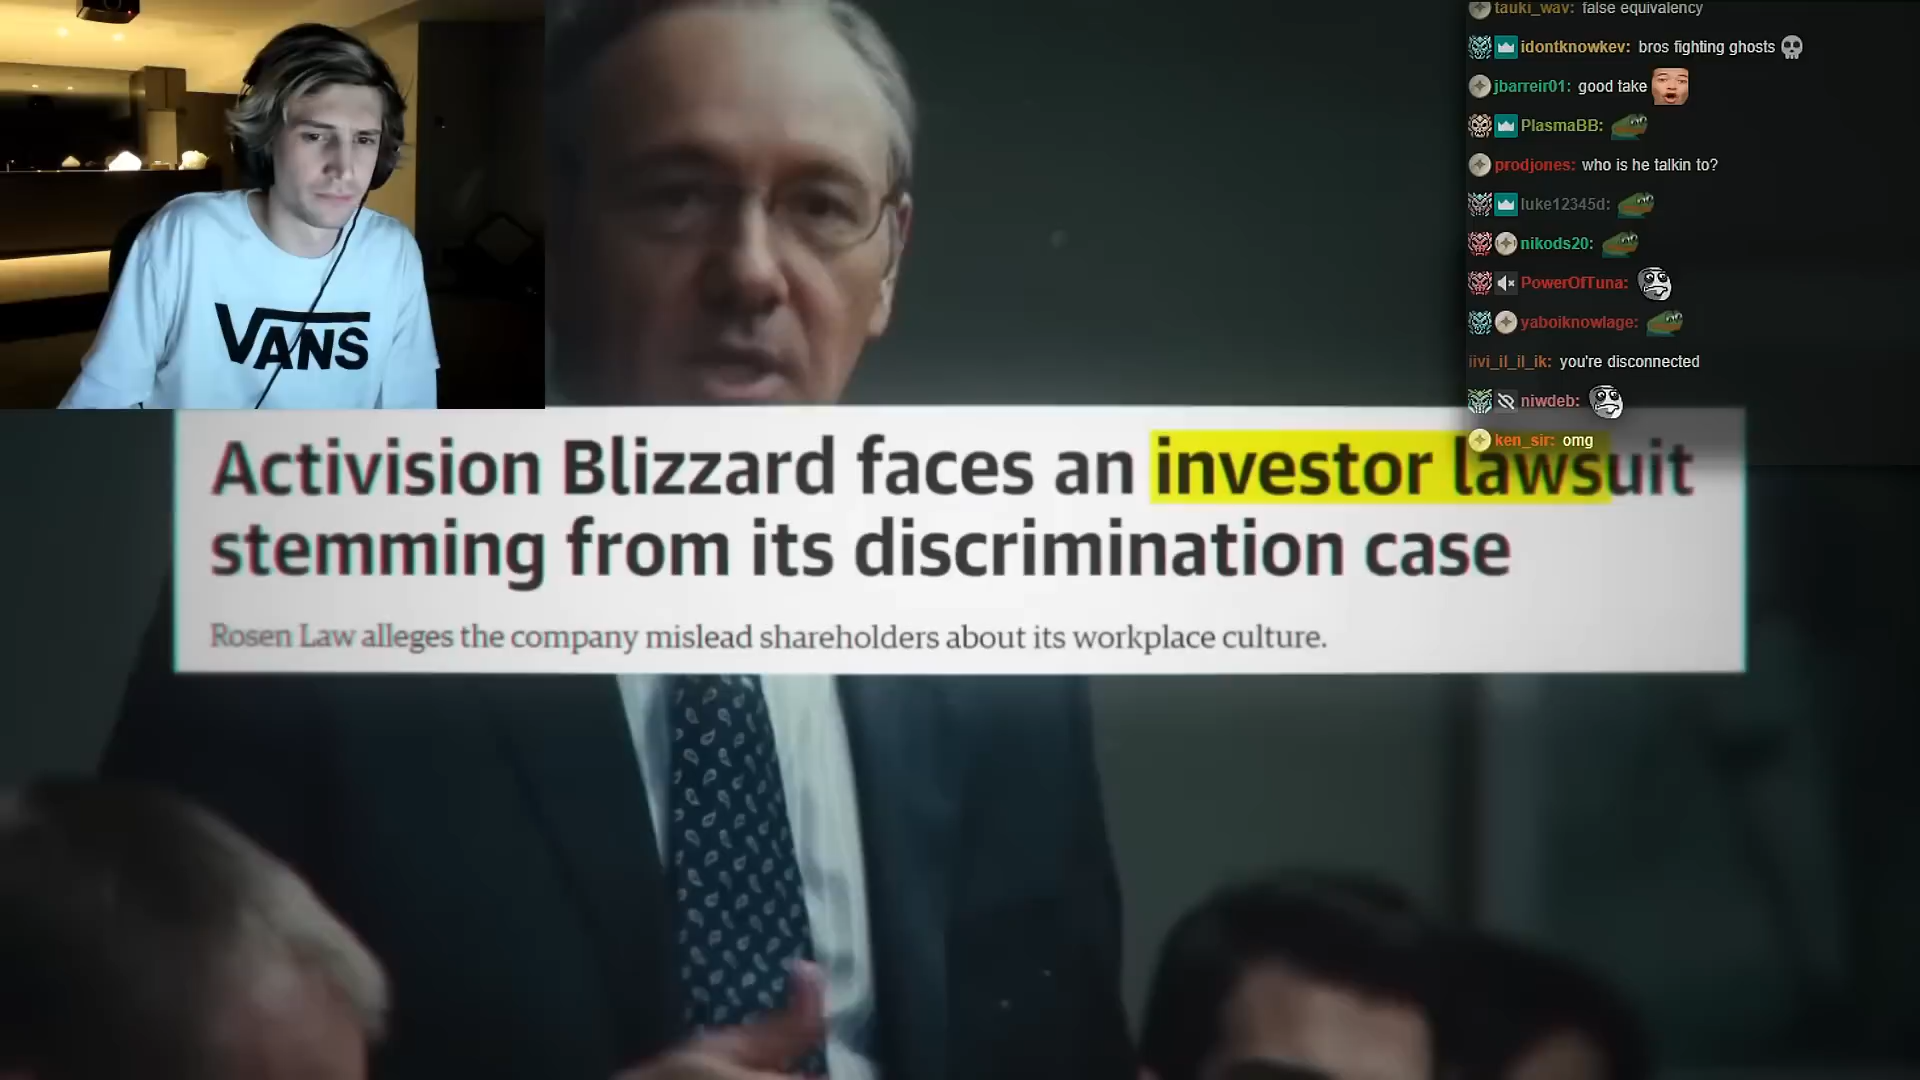 VANS
tauki_wav: false equivalency
idontknowkev: bros fighting ghosts
jbarreir01: good take
PlasmaBB:
prodjones: who is he talkin to?
luke12345d:
nikods20:
PowerOfTuna:
yaboiknowlage:
iivi_il_il_ik: you're disconnected
niwdeb:
ken_sir: omg
Activision Blizzard faces an investor lawsuit
stemming from its discrimination case
Rosen Law alleges the company mislead shareholders about its workplace culture.